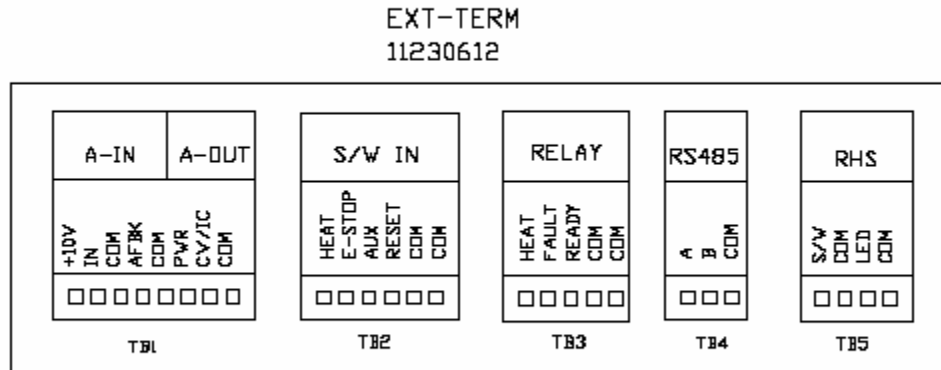 EXT-TERM
11230612
A-IN A-OUT S/W IN RELAY RS485 RHS
+10V IN COM AFBK COM PWR CV/IC COM
HEAT E-STOP AUX RESET COM COM
HEAT FAULT READY COM COM
A B COM
S/W COM LED COM
TB1 TB2 TB3 TB4 TB5